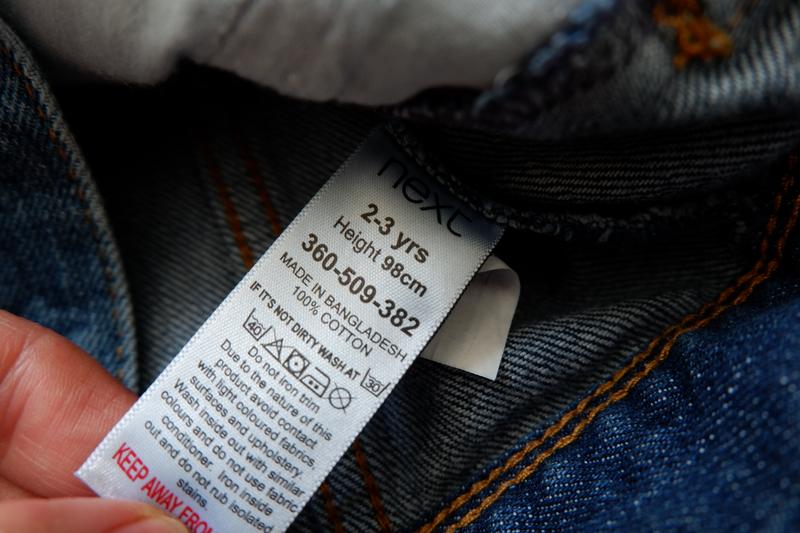 next
2-3 yrs
Height 98cm
360-509-382
MADE IN BANGLADESH
100% COTTON
IF IT'S NOT DIRTY WASH AT 30
40
Do not iron trim
Due to the nature of this
product avoid contact
with light coloured fabrics,
surfaces and upholstery.
Wash inside out with similar
colours and do not use fabric
conditioner. Iron inside
out and do not rub isolated
stains.
KEEP AWAY FROM